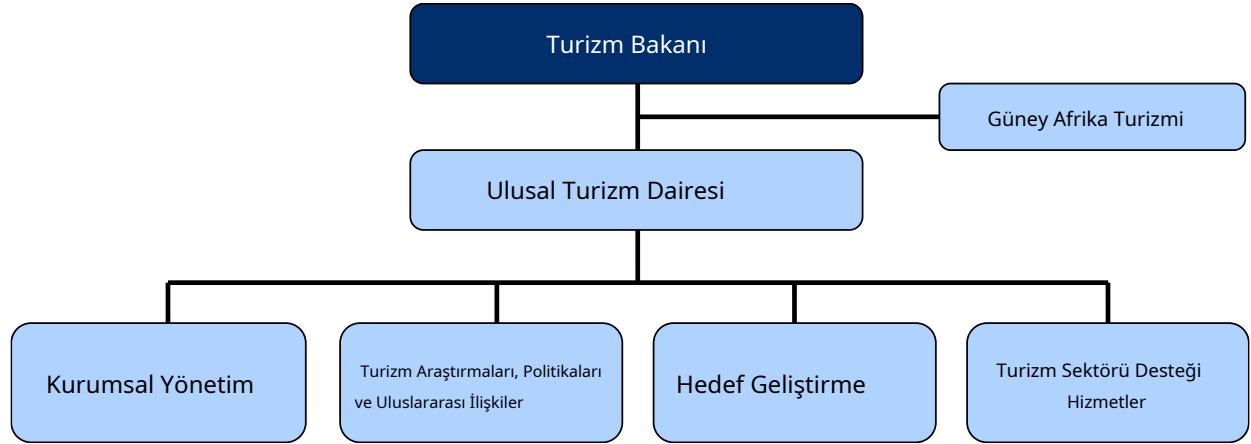 Turizm Bakanı
Güney Afrika Turizmi
Ulusal Turizm Dairesi
Kurumsal Yönetim
Turizm Araştırmaları, Politikaları
ve Uluslararası İlişkiler
Hedef Geliştirme
Turizm Sektörü Desteği
Hizmetler